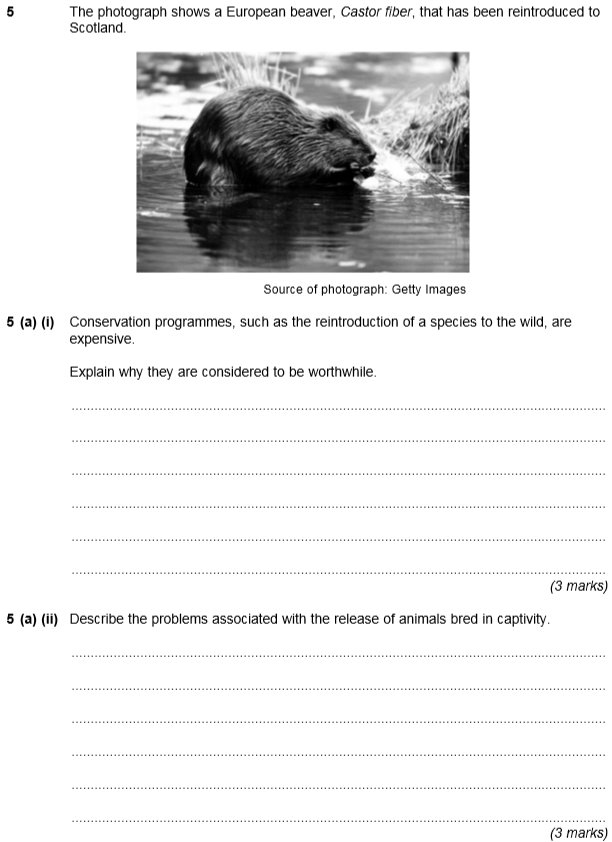 5 The photograph shows a European beaver, Castor fiber, that has been reintroduced to
Scotland.
Source of photograph: Getty Images
5 (a) (i) Conservation programmes, such as the reintroduction of a species to the wild, are
expensive.
Explain why they are considered to be worthwhile.
(3 marks)
5 (a) (ii) Describe the problems associated with the release of animals bred in captivity.
(3 marks)